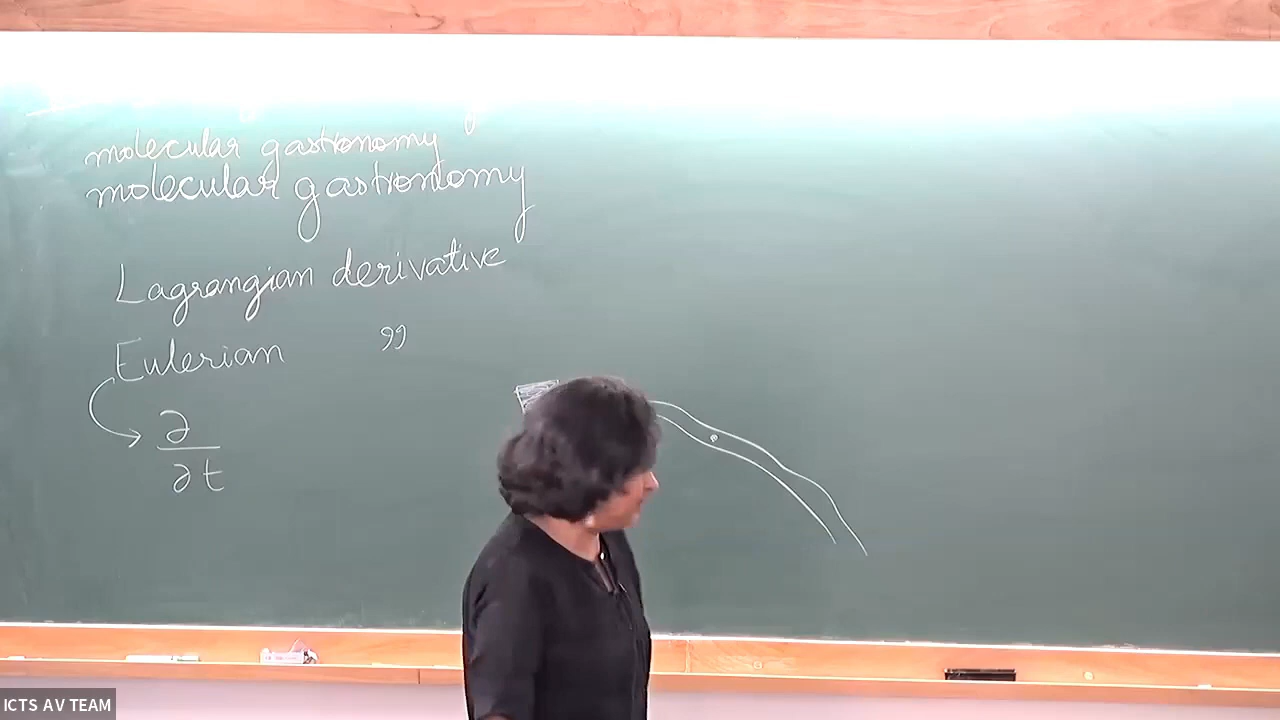 molecular gastronomy
molecular gastronomy
Lagrangian derivative
Eulerian "
∂
∂t
ICTS AV TEAM